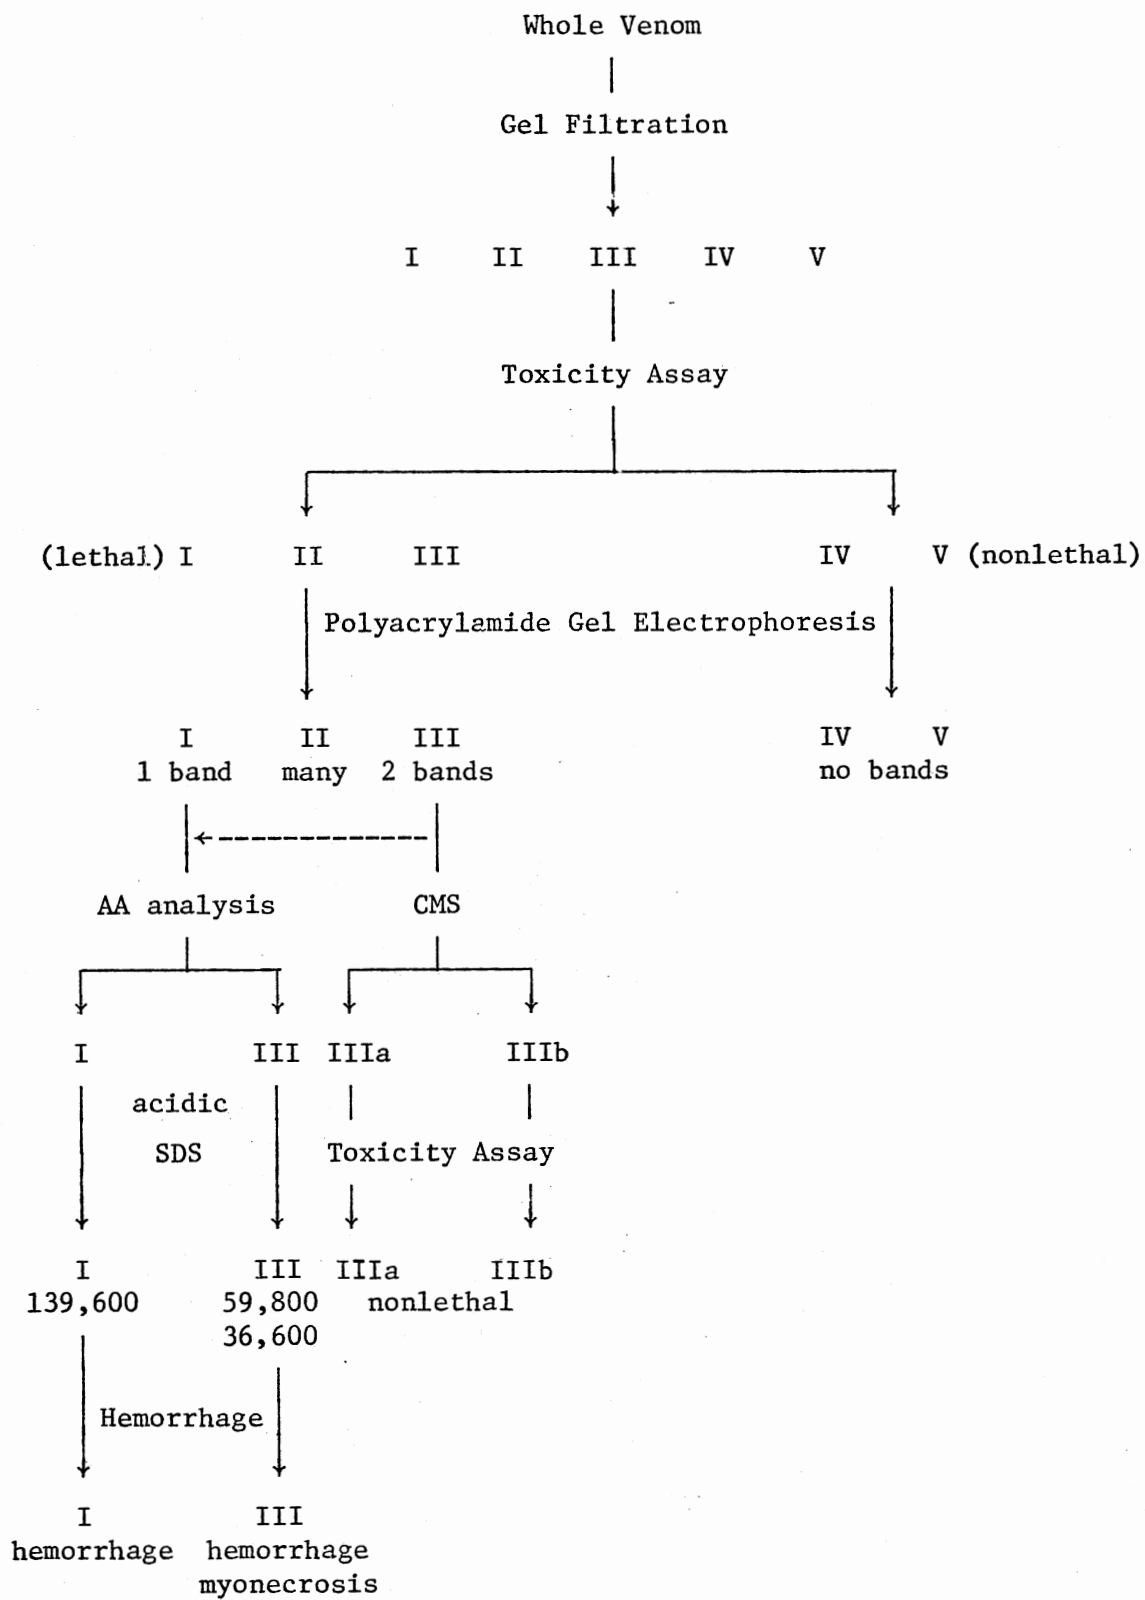 Whole Venom
Gel Filtration
I II III IV V
Toxicity Assay
(lethal) I II III IV V (nonlethal)
Polyacrylamide Gel Electrophoresis
I II III IV V
1 band many 2 bands no bands
AA analysis CMS
I III IIIa IIIb
acidic
SDS Toxicity Assay
I III IIIa IIIb
139,600 59,800 nonlethal
36,600
Hemorrhage
I III
hemorrhage hemorrhage
myonecrosis